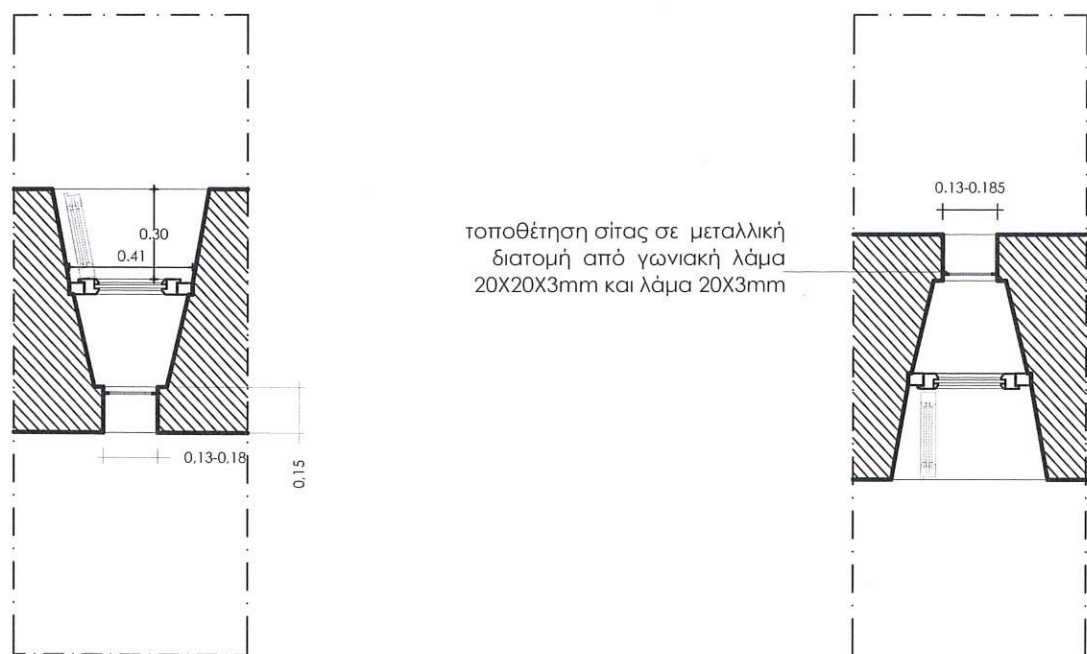 0.30
0.41
0,13-0,18
0,15
τοποθέτηση σίτας σε μεταλλική
διατομή από γωνιακή λάμα
20X20X3mm και λάμα 20X3mm
0.13-0.185